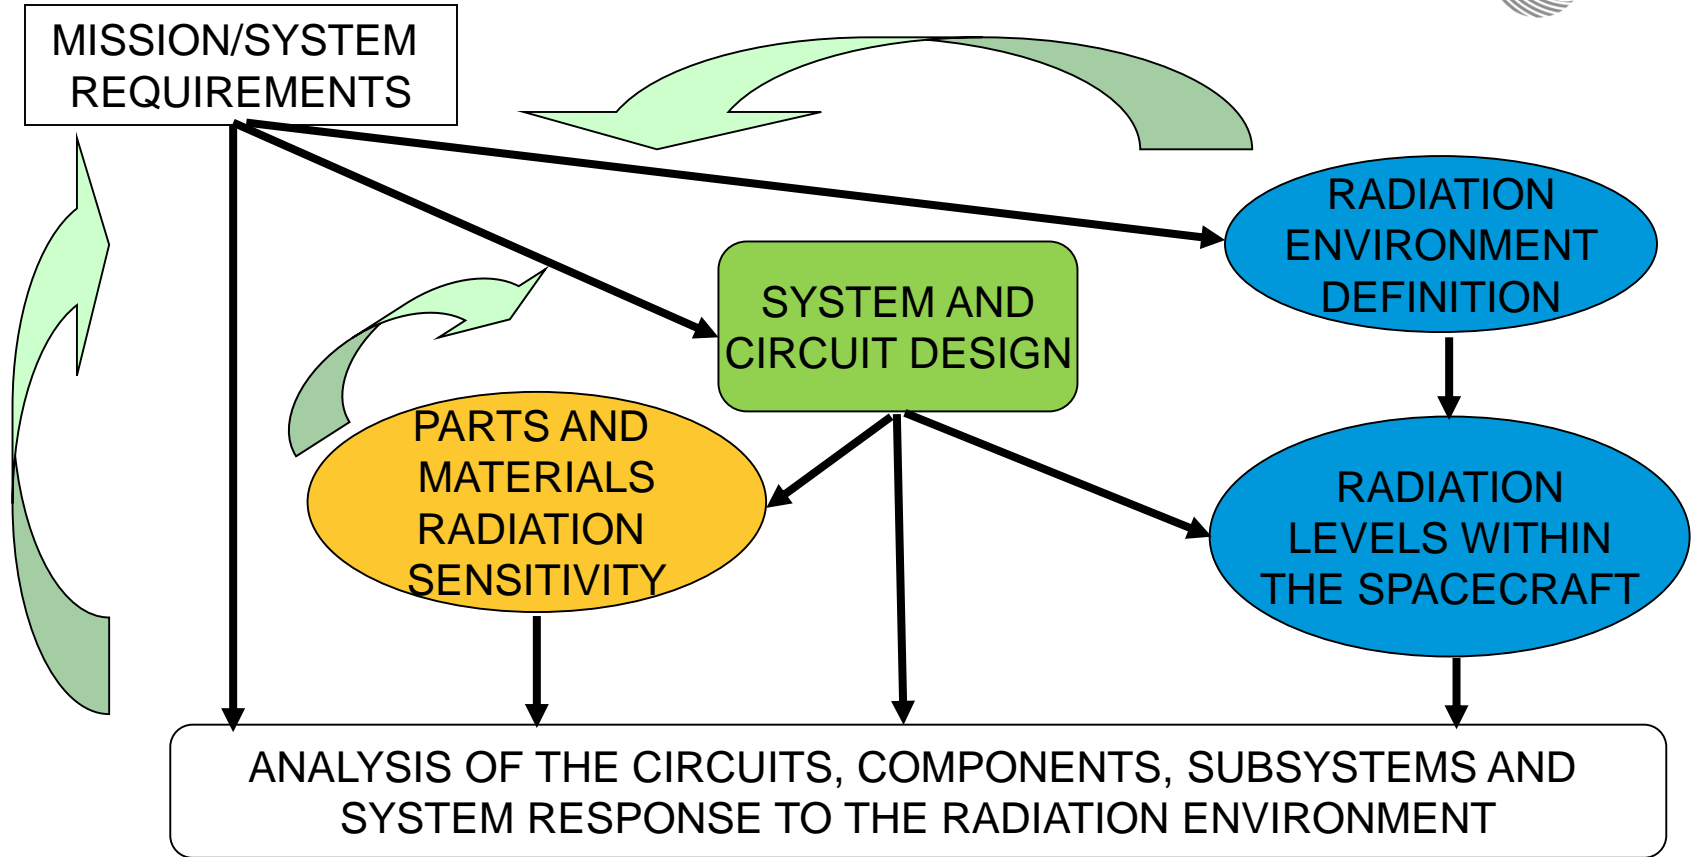 MISSION/SYSTEM
REQUIREMENTS
RADIATION
ENVIRONMENT
DEFINITION
SYSTEM AND
CIRCUIT DESIGN
PARTS AND
MATERIALS
RADIATION
SENSITIVITY
RADIATION
LEVELS WITHIN
THE SPACECRAFT
ANALYSIS OF THE CIRCUITS, COMPONENTS, SUBSYSTEMS AND
SYSTEM RESPONSE TO THE RADIATION ENVIRONMENT